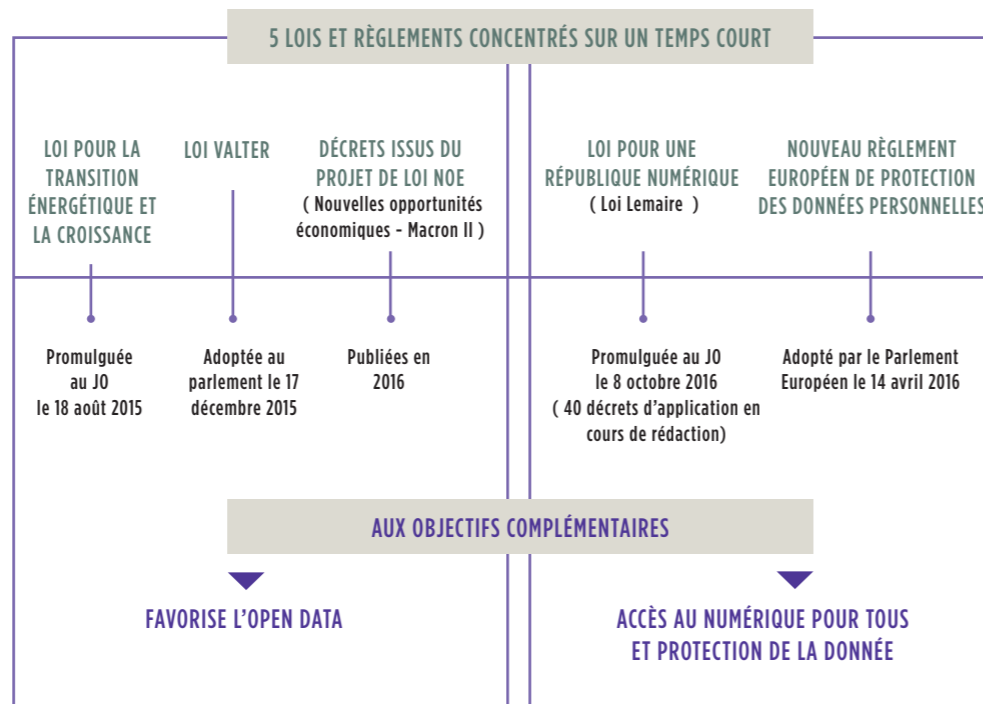 5 LOIS ET RÈGLEMENTS CONCENTRÉS SUR UN TEMPS COURT
LOI POUR LA
TRANSITION
ÉNERGÉTIQUE ET
LA CROISSANCE
LOI VALTER
DÉCRETS ISSUS DU
PROJET DE LOI NOE
( Nouvelles opportunités
économiques - Macron II )
LOI POUR UNE
RÉPUBLIQUE NUMÉRIQUE
( Loi Lemaire )
NOUVEAU RÈGLEMENT
EUROPÉEN DE PROTECTION
DES DONNÉES PERSONNELLES
Promulguée
au JO
le 18 août 2015
Adoptée au
parlement le 17
décembre 2015
Publiées en
2016
Promulguée au JO
le 8 octobre 2016
( 40 décrets d'application en
cours de rédaction)
Adopté par le Parlement
Européen le 14 avril 2016
AUX OBJECTIFS COMPLÉMENTAIRES
FAVORISE L'OPEN DATA
ACCÈS AU NUMÉRIQUE POUR TOUS
ET PROTECTION DE LA DONNÉE